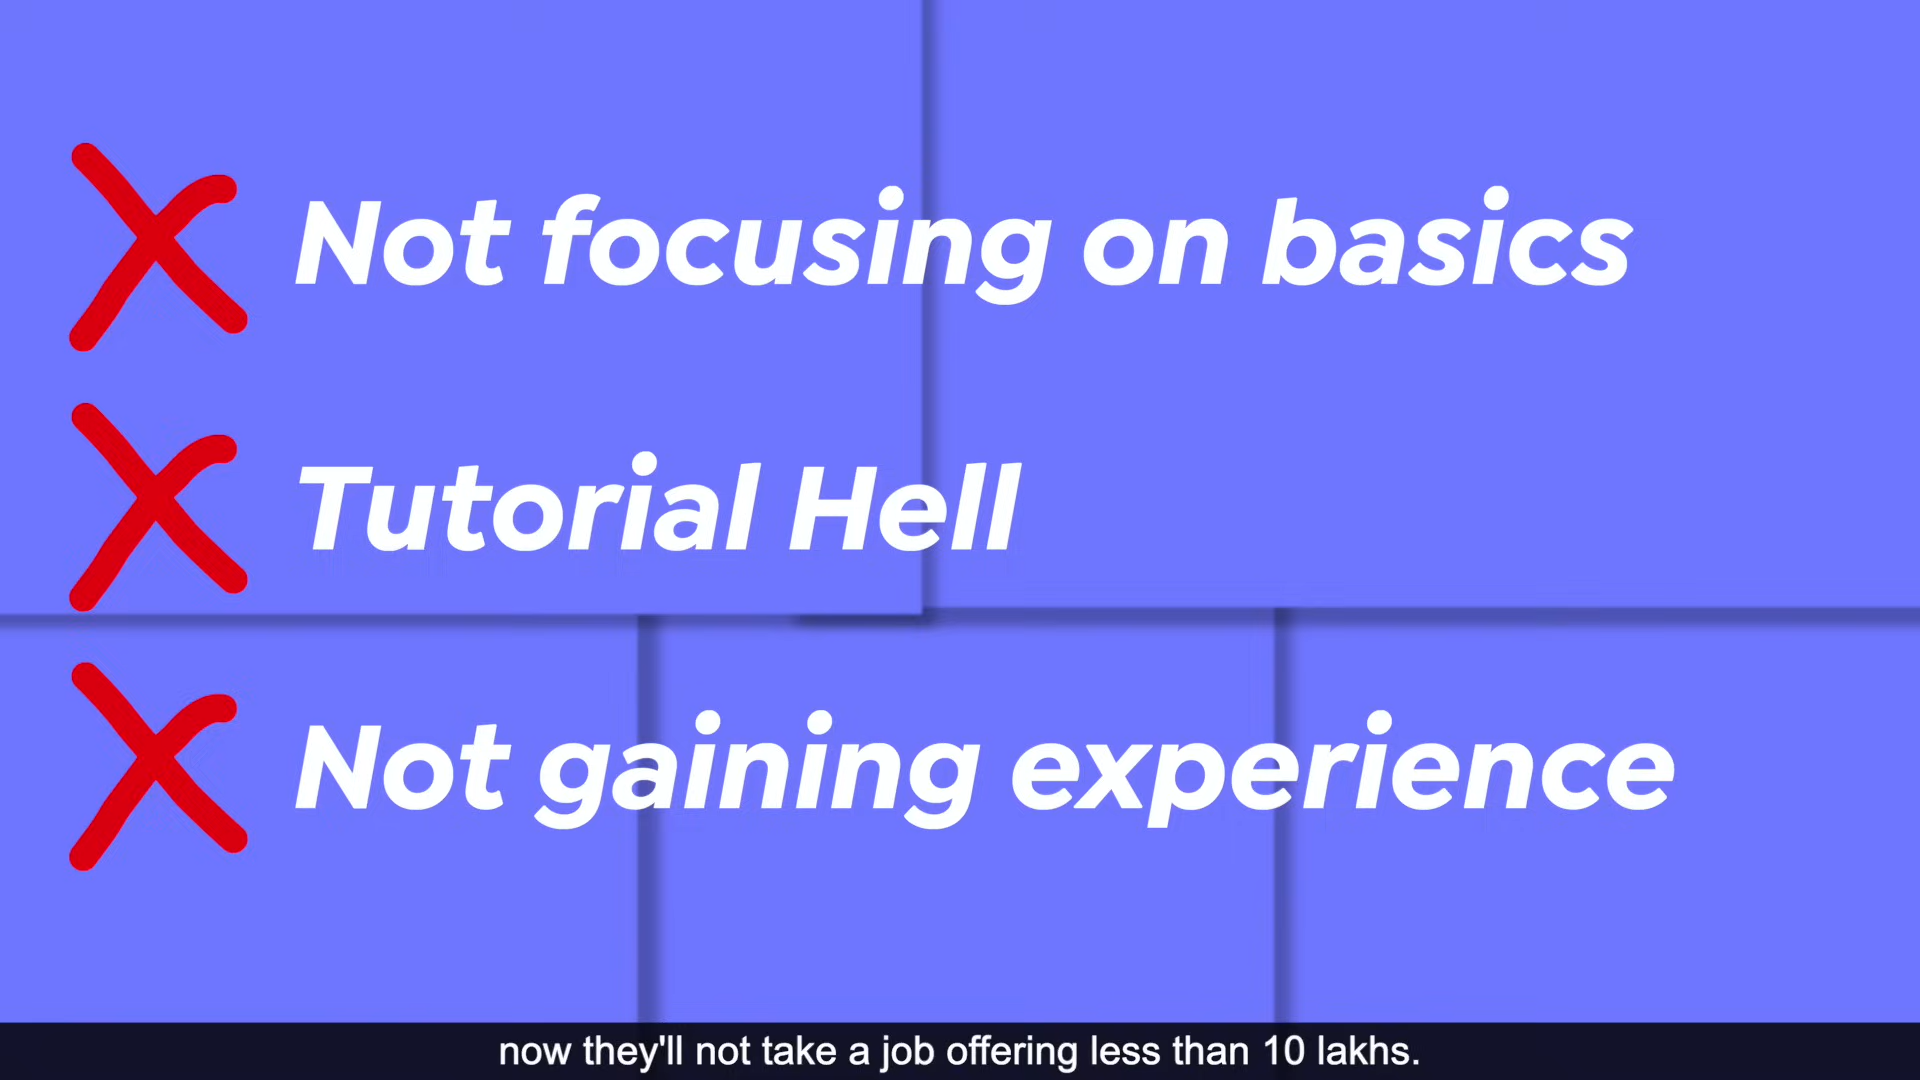 Not focusing on basics
Tutorial Hell
Not gaining experience
now they'll not take a job offering less than 10 lakhs.